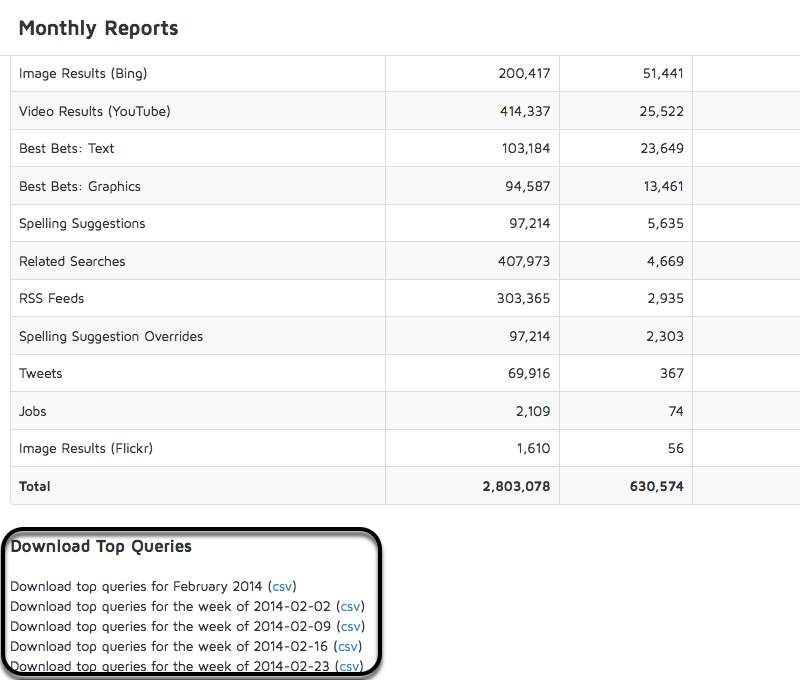 Monthly Reports
Image Results (Bing) 200,417 51,441
Video Results (YouTube) 414,337 25,522
Best Bets: Text 103,184 23,649
Best Bets: Graphics 94,587 13,461
Spelling Suggestions 97,214 5,635
Related Searches 407,973 4,669
RSS Feeds 303,365 2,935
Spelling Suggestion Overrides 97,214 2,303
Tweets 69,916 367
Jobs 2,109 74
Image Results (Flickr) 1,610 56
Total 2,803,078 630,574
Download Top Queries
Download top queries for February 2014 (csv)
Download top queries for the week of 2014-02-02 (csv)
Download top queries for the week of 2014-02-09 (csv)
Download top queries for the week of 2014-02-16 (csv)
Download top queries for the week of 2014-02-23 (csv)